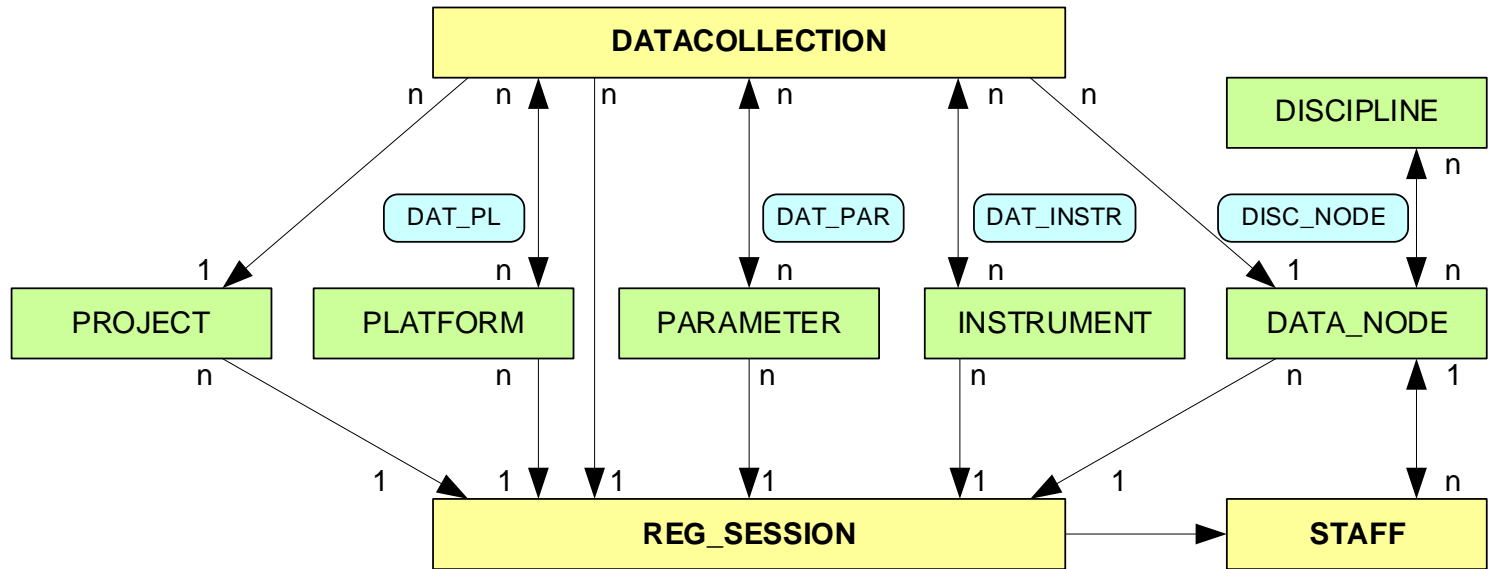 DATACOLLECTION
n n n n n n
DISCIPLINE
n
DAT_PL DAT_PAR DAT_INSTR DISC_NODE
1 n n n 1 n
PROJECT PLATFORM PARAMETER INSTRUMENT DATA_NODE
n n n n n 1
1 1 1 1 1 1 n
REG_SESSION STAFF